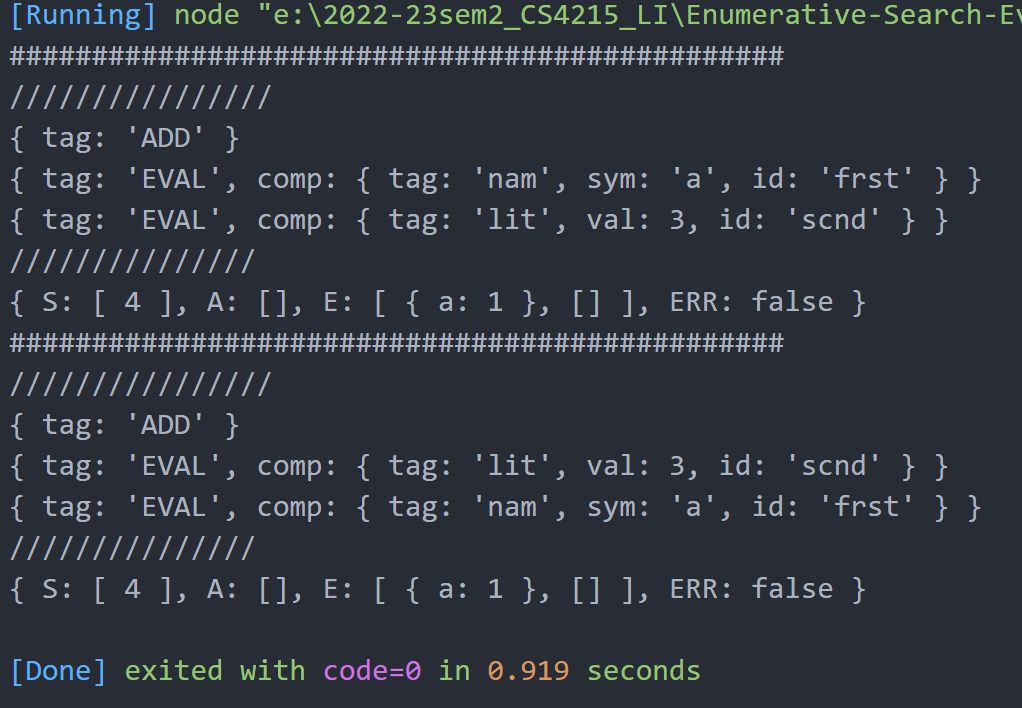 [Running] node "e:\2022-23sem2_CS4215_LI\Enumerative-Search-Ev
###############################################
////////////////
{ tag: 'ADD' }
{ tag: 'EVAL', comp: { tag: 'nam', sym: 'a', id: 'frst' } }
{ tag: 'EVAL', comp: { tag: 'lit', val: 3, id: 'scnd' } }
///////////////
{ S: [ 4 ], A: [], E: [ { a: 1 }, [] ], ERR: false }
###############################################
////////////////
{ tag: 'ADD' }
{ tag: 'EVAL', comp: { tag: 'lit', val: 3, id: 'scnd' } }
{ tag: 'EVAL', comp: { tag: 'nam', sym: 'a', id: 'frst' } }
///////////////
{ S: [ 4 ], A: [], E: [ { a: 1 }, [] ], ERR: false }
[Done] exited with code=0 in 0.919 seconds